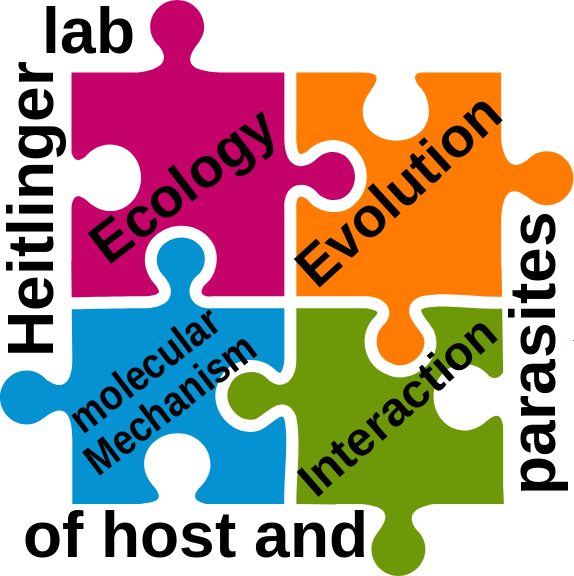 Heitlinger
lab
Ecology
Evolution
molecular
Mechanism
Interaction
of host and
parasites